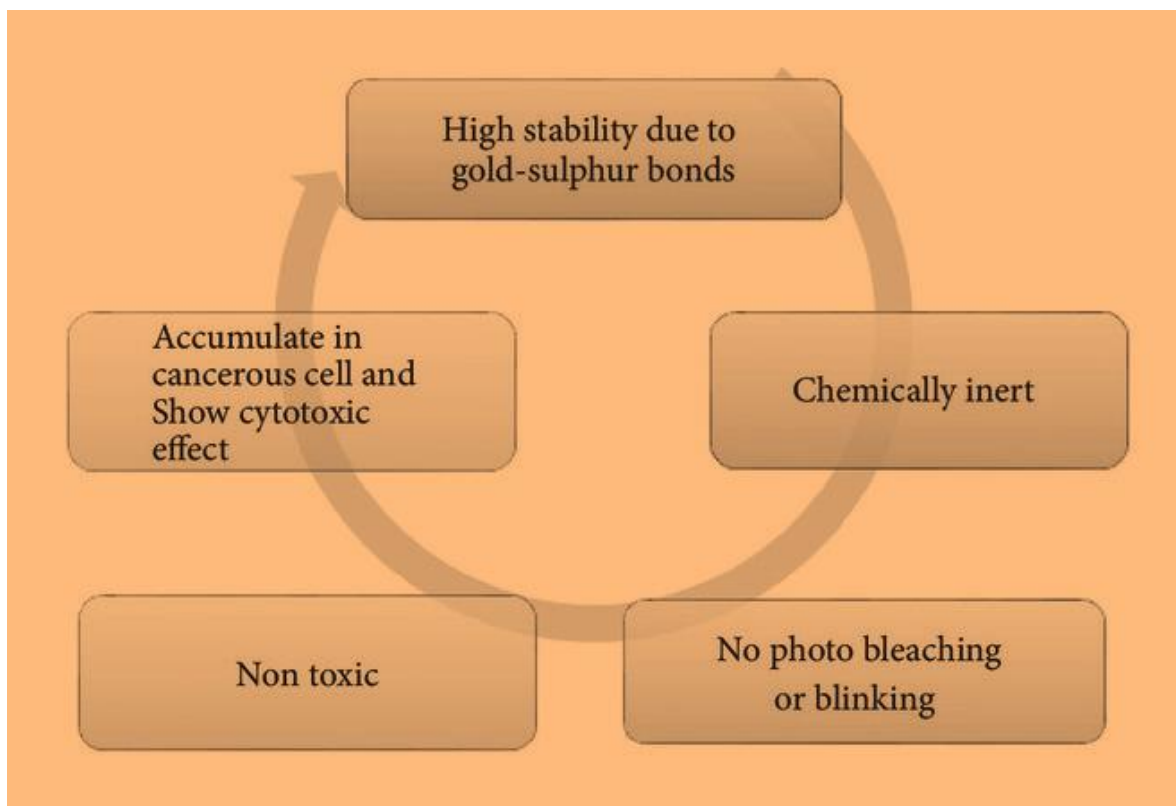 High stability due to
gold-sulphur bonds
Accumulate in
cancerous cell and
Show cytotoxic
effect
Chemically inert
Non toxic
No photo bleaching
or blinking